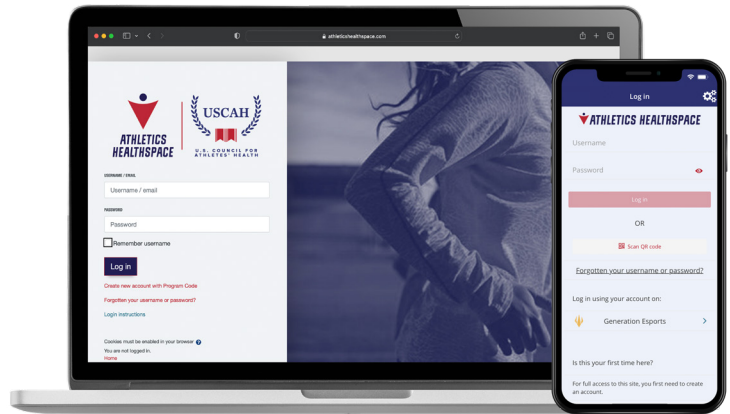 athleticshealthspace.com
ATHLETICS
HEALTHSPACE
USCAH
U.S. COUNCIL FOR
ATHLETES' HEALTH
USERNAME / EMAIL
Username / email
PASSWORD
Password
Remember username
Log in
Create new account with Program Code
Forgotten your username or password?
Login instructions
Cookies must be enabled in your browser
You are not logged in.
Home
Log in
ATHLETICS HEALTHSPACE
Username
Password
Log in
OR
Scan QR code
Forgotten your username or password?
Log in using your account on:
Generation Esports
Is this your first time here?
For full access to this site, you first need to create
an account.